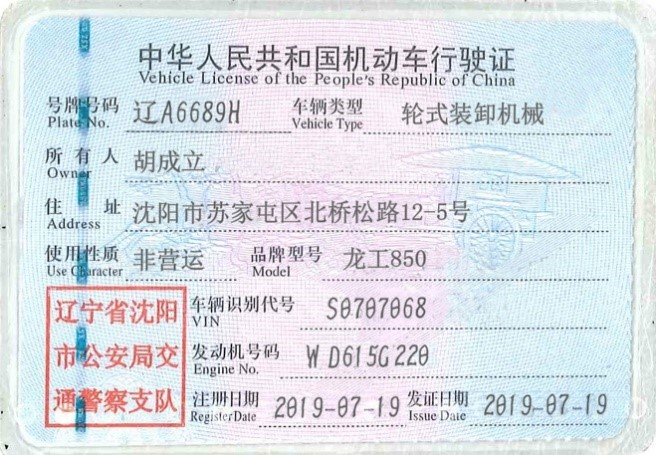 中华人民共和国机动车行驶证
Vehicle License of the People's Republic of China
号牌号码 辽A6689H 车辆类型 轮式装卸机械
Plate No. Vehicle Type
所有人 胡成立
Owner
住址 沈阳市苏家屯区北桥松路12-5号
Address
使用性质 非营运 品牌型号 龙工850
Use Character Model
辽宁省沈阳 车辆识别代号 S0707068
VIN
市公安局交 发动机号码 WD615G220
Engine No.
通警察支队 注册日期 2019-07-19 发证日期 2019-07-19
Register Date Issue Date